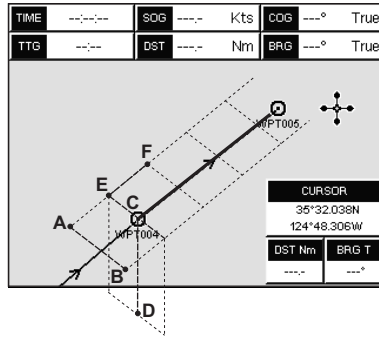 TIME --:--:-- SOG ---.- Kts COG ---° True
TTG --:-- DST ---.- Nm BRG ---° True
F
WPT005
E
C
A
WPT004
B
D
CURSOR
35°32.038N
124°48.306W
DST Nm BRG T
---.- ---°